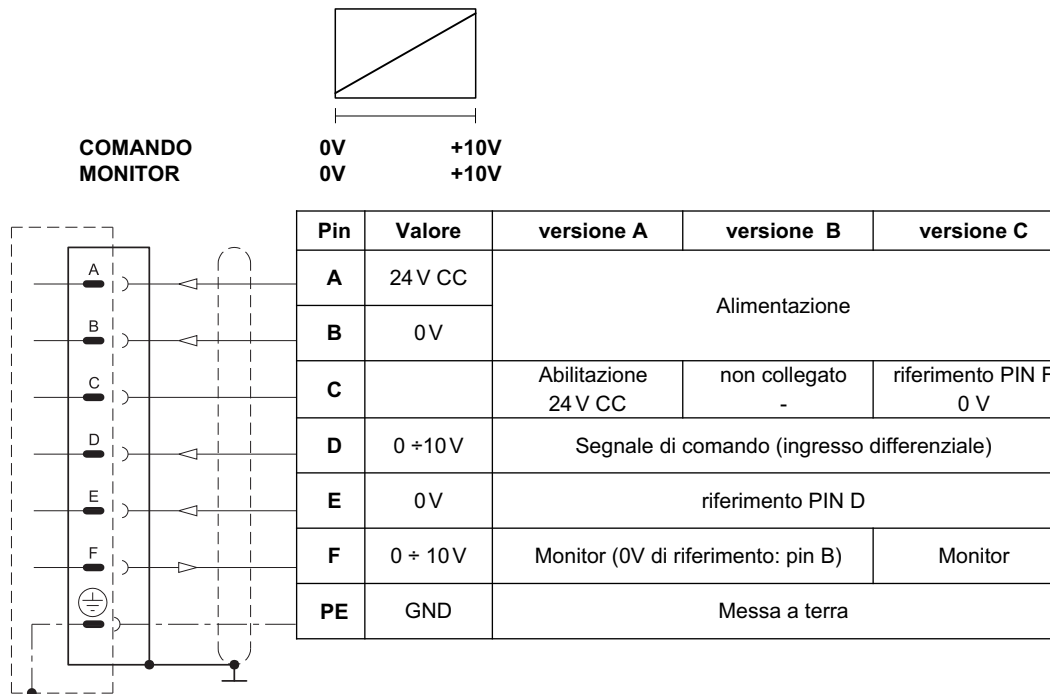 COMANDO 0V +10V
MONITOR 0V +10V
Pin Valore versione A versione B versione C
A A 24 V CC Alimentazione
B B 0 V
C C Abilitazione 24 V CC non collegato - riferimento PIN F 0 V
D D 0 ÷10 V Segnale di comando (ingresso differenziale)
E E 0 V riferimento PIN D
F F 0 ÷ 10 V Monitor (0V di riferimento: pin B) Monitor
PE GND Messa a terra